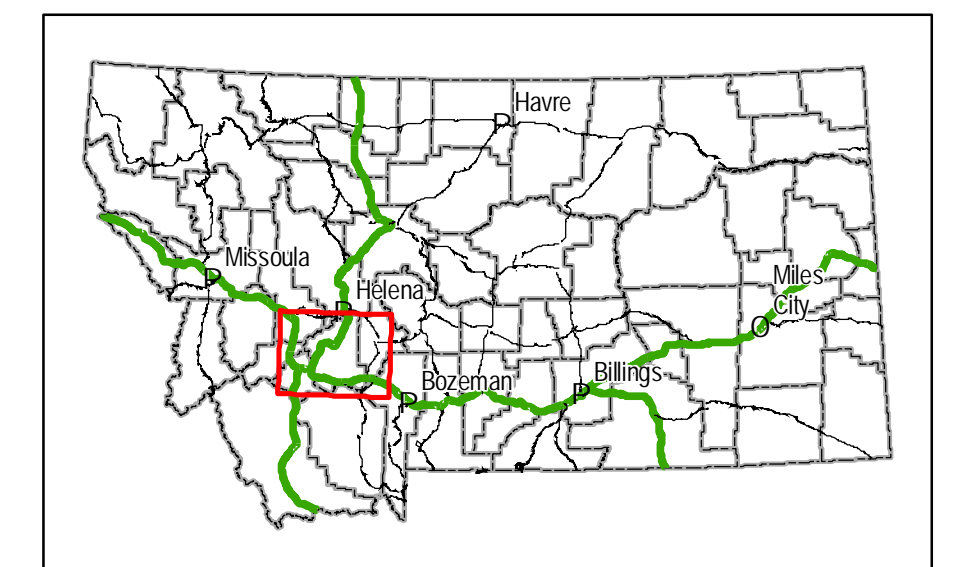 Havre
P
Missoula
P
Helena
P
Miles
City
O
Billings
P
Bozeman
P